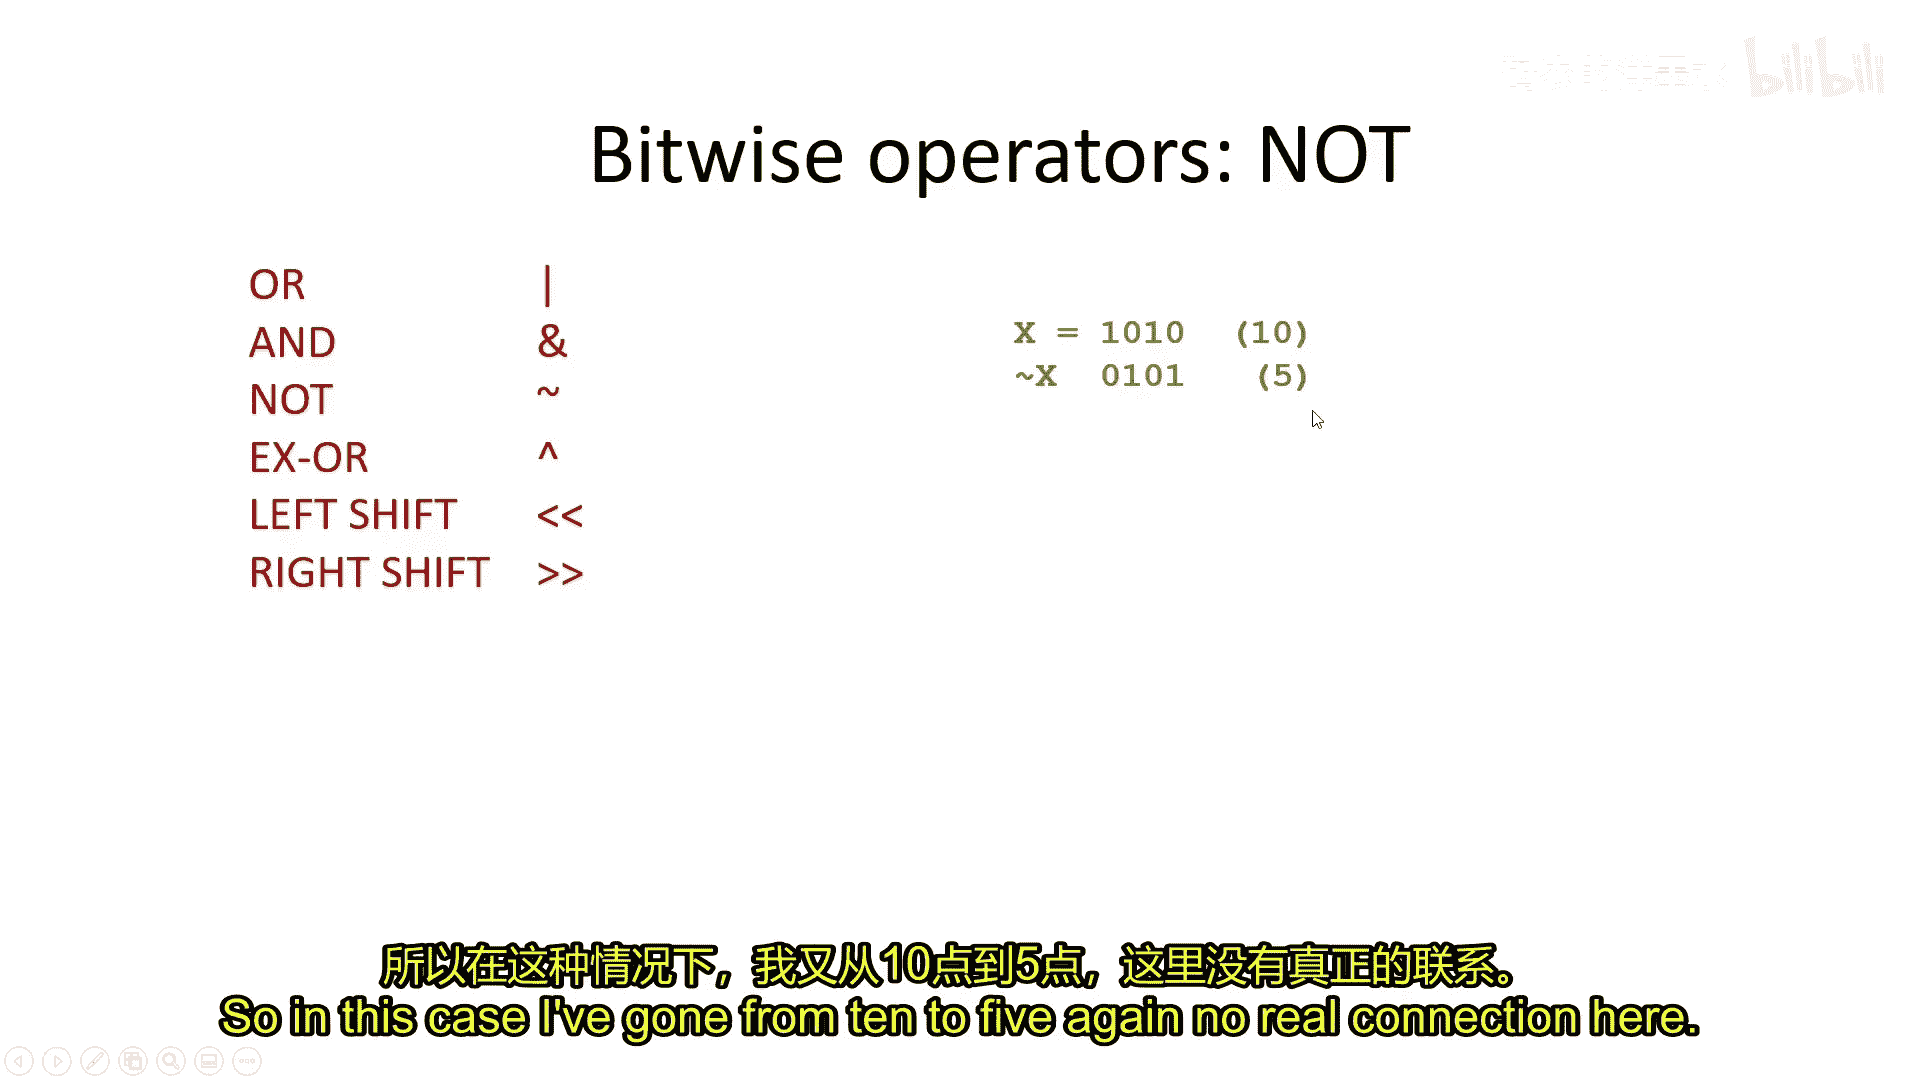 bilibili
Bitwise operators: NOT
OR |
AND &
NOT ~
EX-OR ^
LEFT SHIFT <<
RIGHT SHIFT >>
X = 1010 (10)
~X 0101 (5)
所以在这种情况下，我又从10点到5点，这里没有真正的联系。
So in this case I've gone from ten to five again no real connection here.